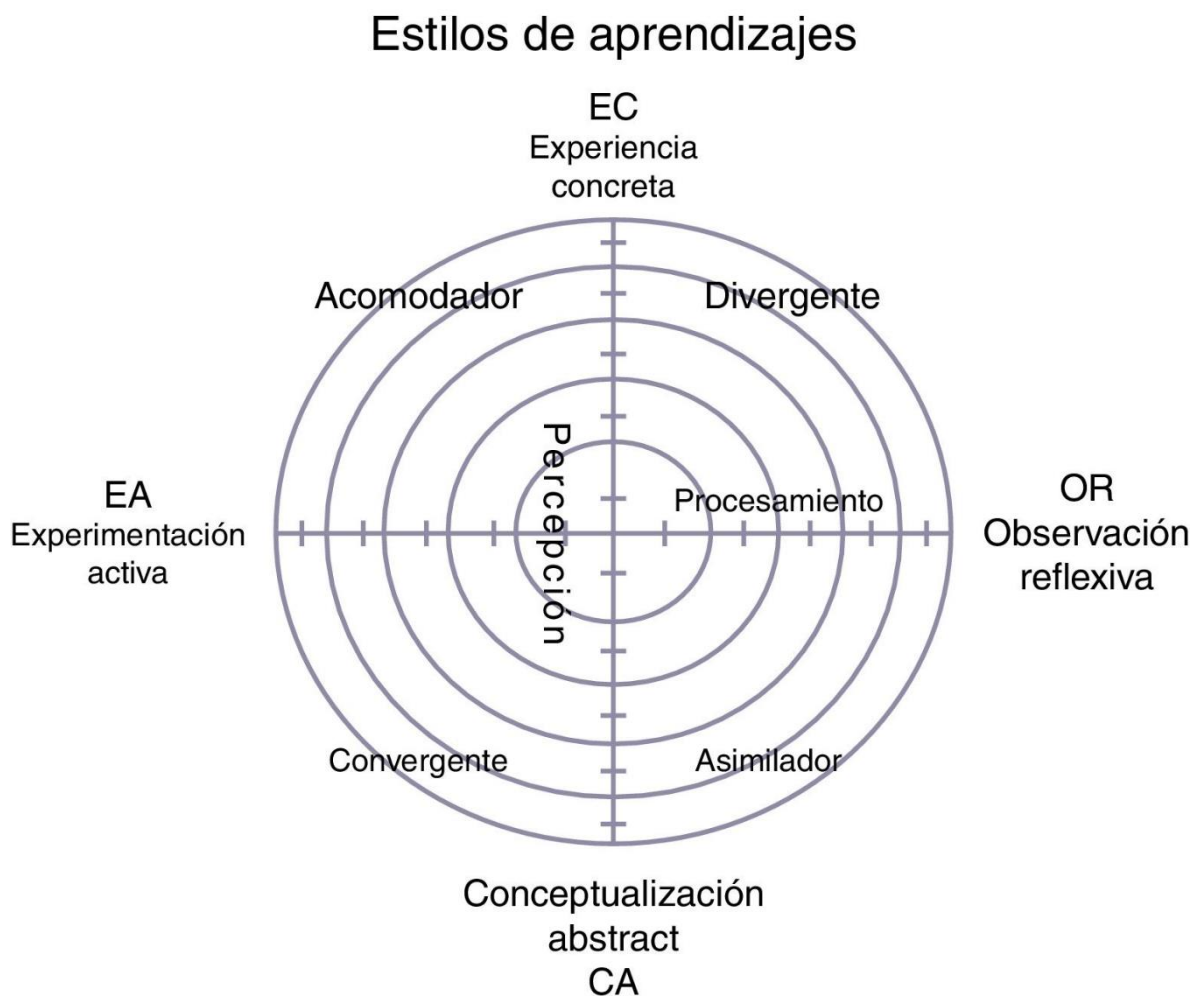 Estilos de aprendizajes
EC
Experiencia
concreta
Acomodador
Divergente
Percepción
Procesamiento
EA
Experimentación
activa
OR
Observación
reflexiva
Convergente
Asimilador
Conceptualización
abstract
CA